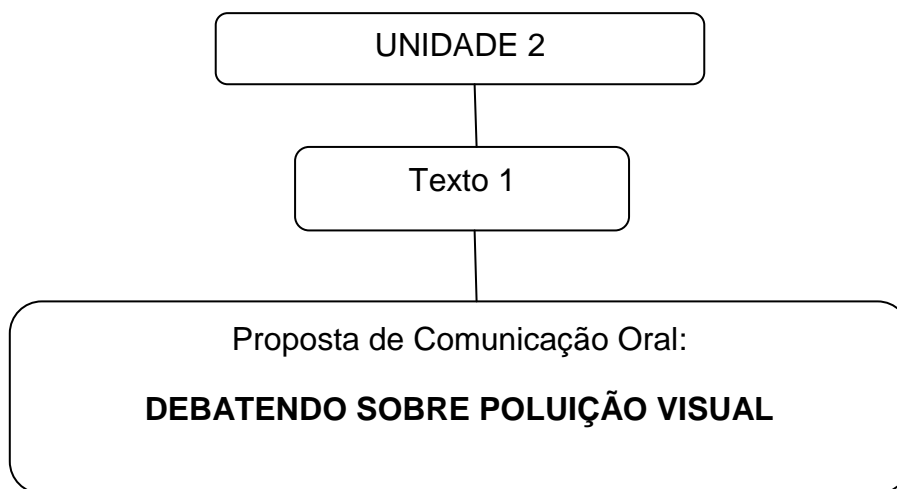 UNIDADE 2
Texto 1
Proposta de Comunicação Oral:
DEBATENDO SOBRE POLUIÇÃO VISUAL